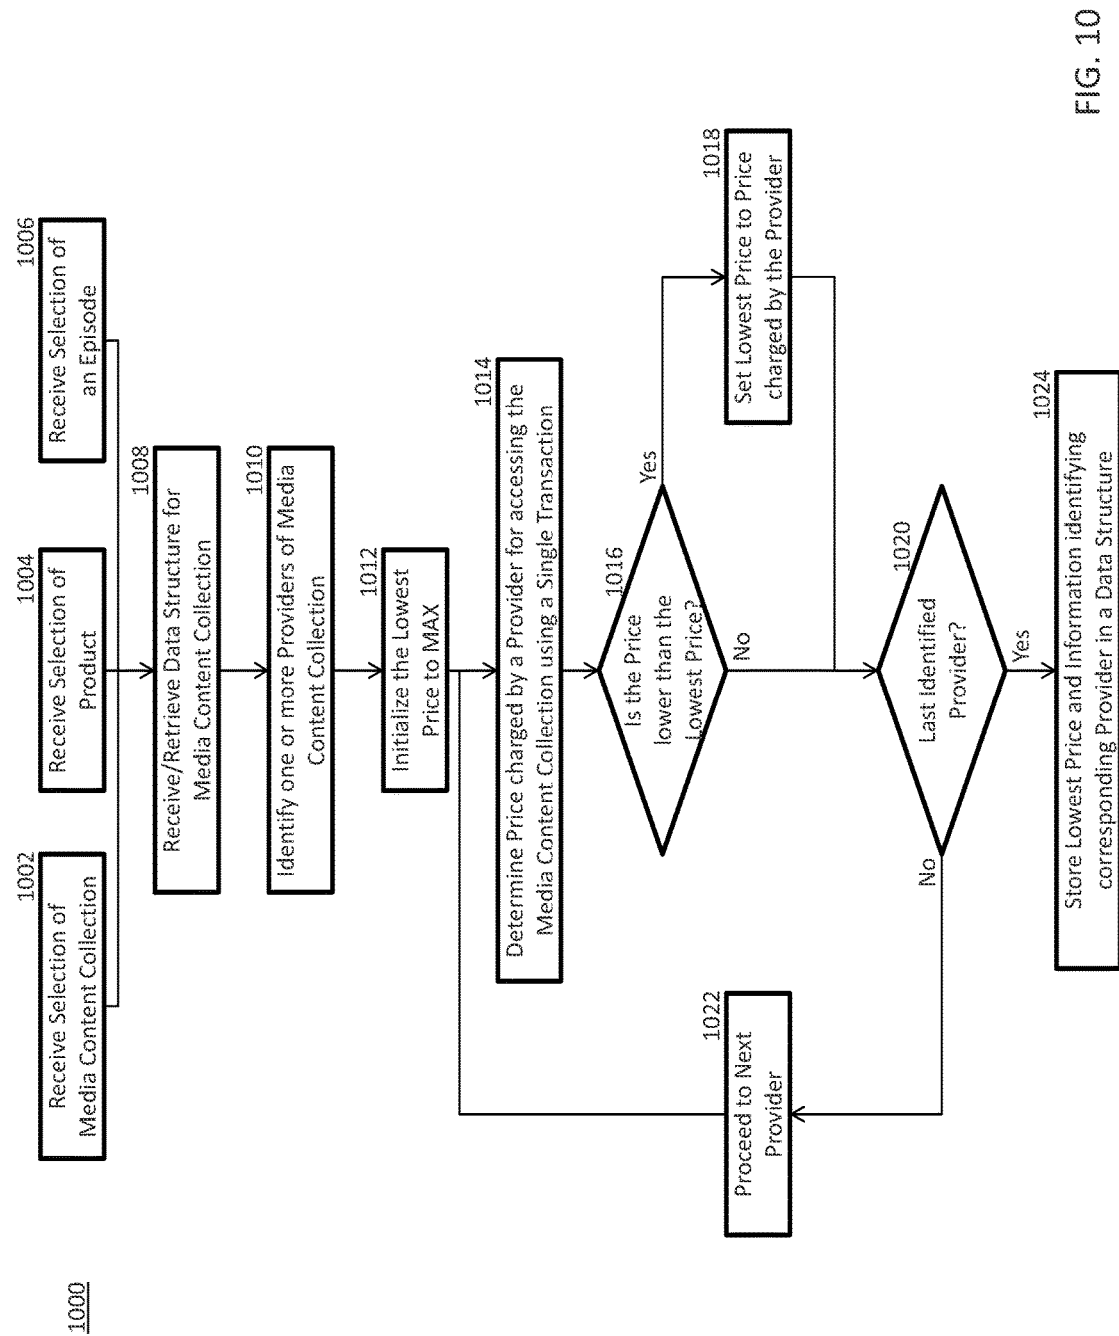 1000
1002
Receive Selection of
Media Content Collection
1004
Receive Selection of
Product
1006
Receive Selection of
an Episode
1008
Receive/Retrieve Data Structure for
Media Content Collection
1010
Identify one or more Providers of Media
Content Collection
1012
Initialize the Lowest
Price to MAX
1014
Determine Price charged by a Provider for accessing the
Media Content Collection using a Single Transaction
1016
Is the Price
lower than the
Lowest Price?
Yes
No
1018
Set Lowest Price to Price
charged by the Provider
1020
Last Identified
Provider?
No
Yes
1022
Proceed to Next
Provider
1024
Store Lowest Price and Information identifying
corresponding Provider in a Data Structure
FIG. 10